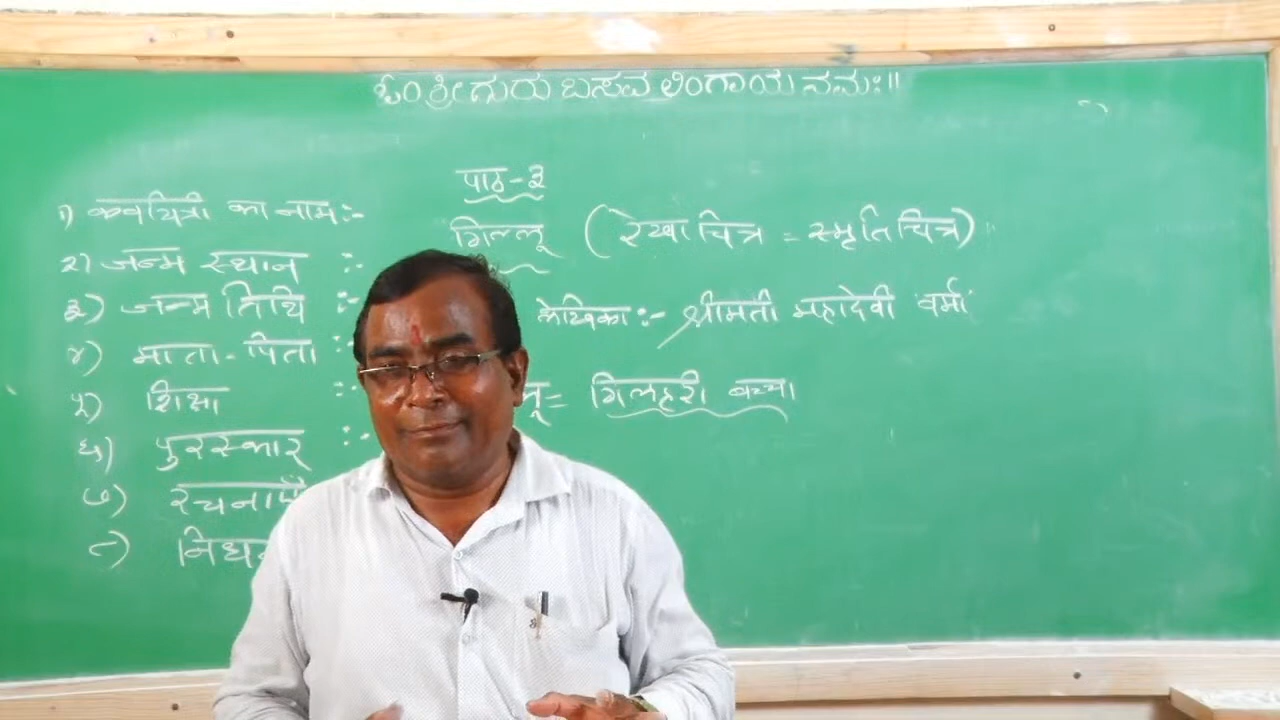 ಓಂ ಶ್ರೀ ಗುರು ಬಸವ ಲಿಂಗಾಯ ನಮಃ ॥
पाठ-३
गिल्लू (रेखाचित्र = स्मृतिचित्र)
लेखिका:- श्रीमती महादेवी वर्मा
लू= गिलहरी बच्चा
१) कवयित्री का नाम:-
२) जन्म स्थान :-
३) जन्म तिथि :-
४) माता-पिता :-
५) शिक्षा :-
६) पुरस्कार :-
७) रचनाएँ
८) निधन